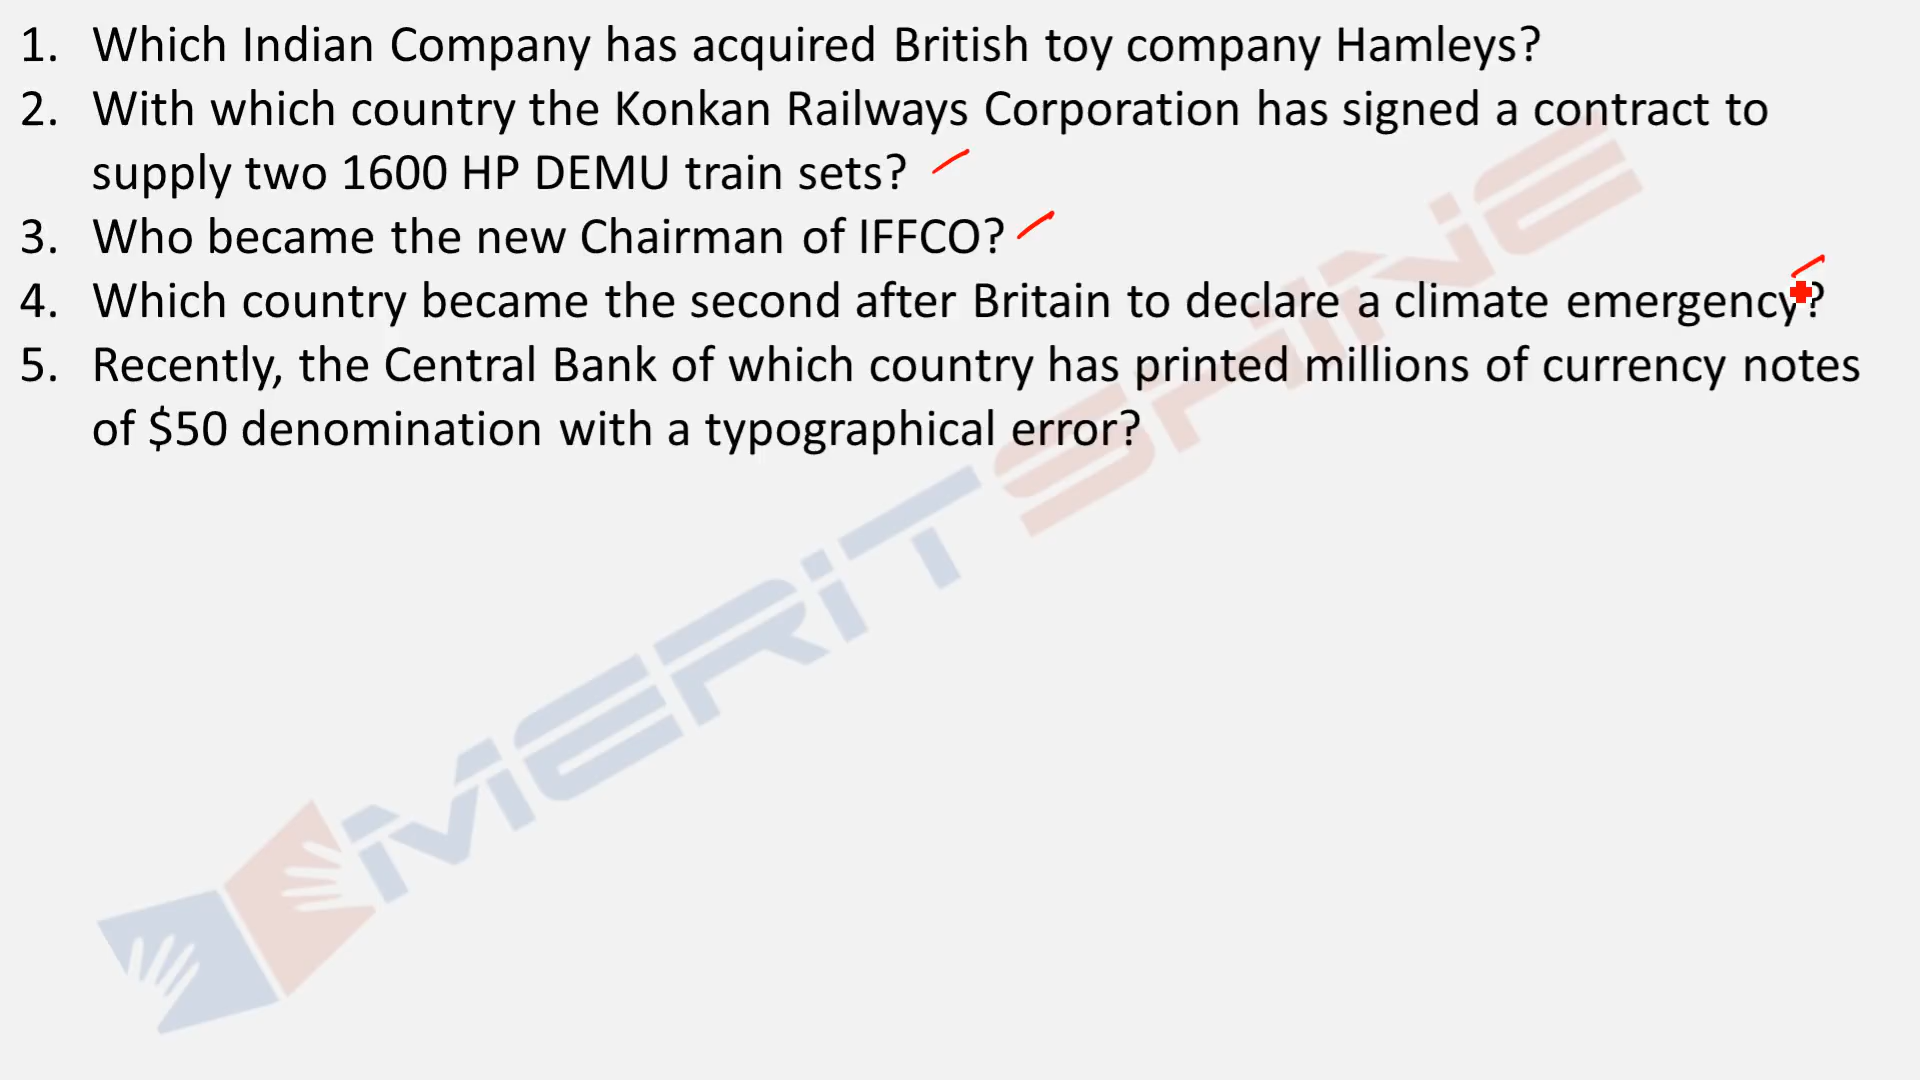 1. Which Indian Company has acquired British toy company Hamleys?
2. With which country the Konkan Railways Corporation has signed a contract to
supply two 1600 HP DEMU train sets?
3. Who became the new Chairman of IFFCO?
4. Which country became the second after Britain to declare a climate emergency?
5. Recently, the Central Bank of which country has printed millions of currency notes
of $50 denomination with a typographical error?
MERiTSPiNE